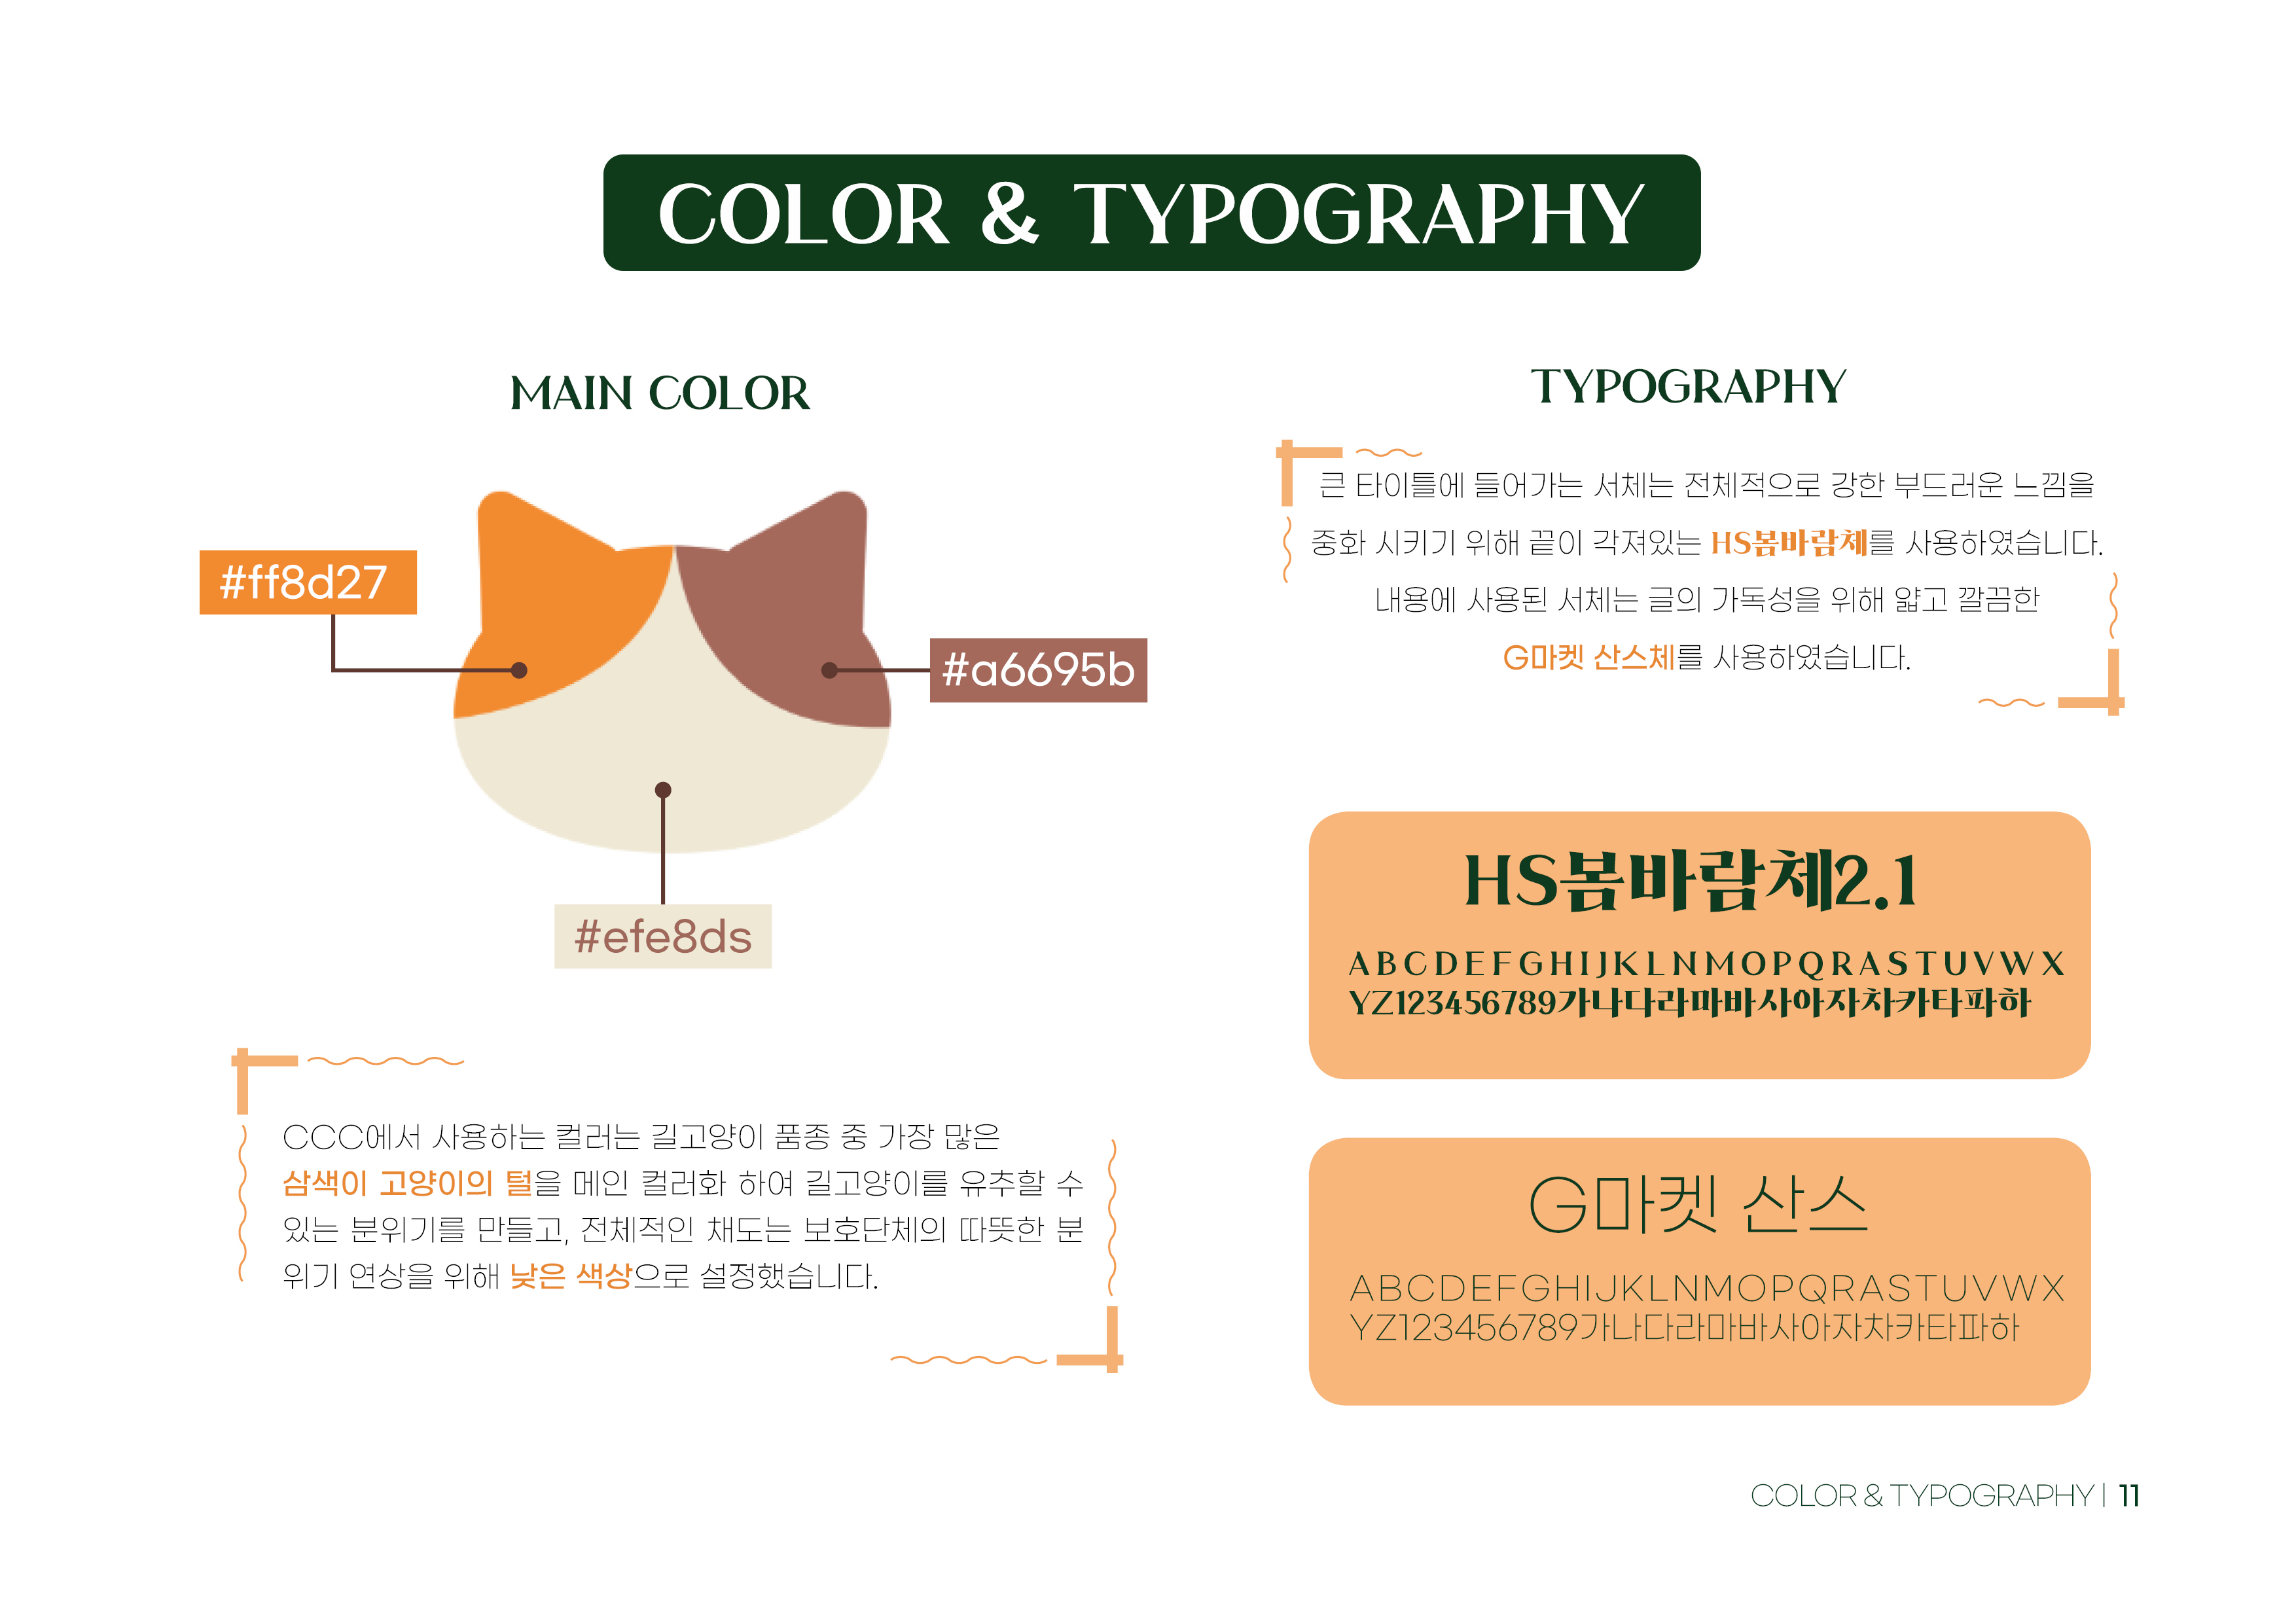 COLOR & TYPOGRAPHY
MAIN COLOR
#ff8d27
#a6695b
#efe8ds
CCC에서 사용하는 컬러는 길고양이 품종 중 가장 많은
삼색이 고양이의 털을 메인 컬러화 하여 길고양이를 유추할 수
있는 분위기를 만들고, 전체적인 채도는 보호단체의 따뜻한 분
위기 연상을 위해 낮은 색상으로 설정했습니다.
TYPOGRAPHY
큰 타이틀에 들어가는 서체는 전체적으로 강한 부드러운 느낌을
중화 시키기 위해 끝이 각져있는 HS봄바람체를 사용하였습니다.
내용에 사용된 서체는 글의 가독성을 위해 얇고 깔끔한
G마켓 산스체를 사용하였습니다.
HS봄바람체2.1
ABCDEFGHIJKLNMOPQRASTUVWX
YZ123456789가나다라마바사아자차카타파하
G마켓 산스
ABCDEFGHIJKLNMOPQRASTUVWX
YZ123456789가나다라마바사아자차카타파하
COLOR & TYPOGRAPHY | 11